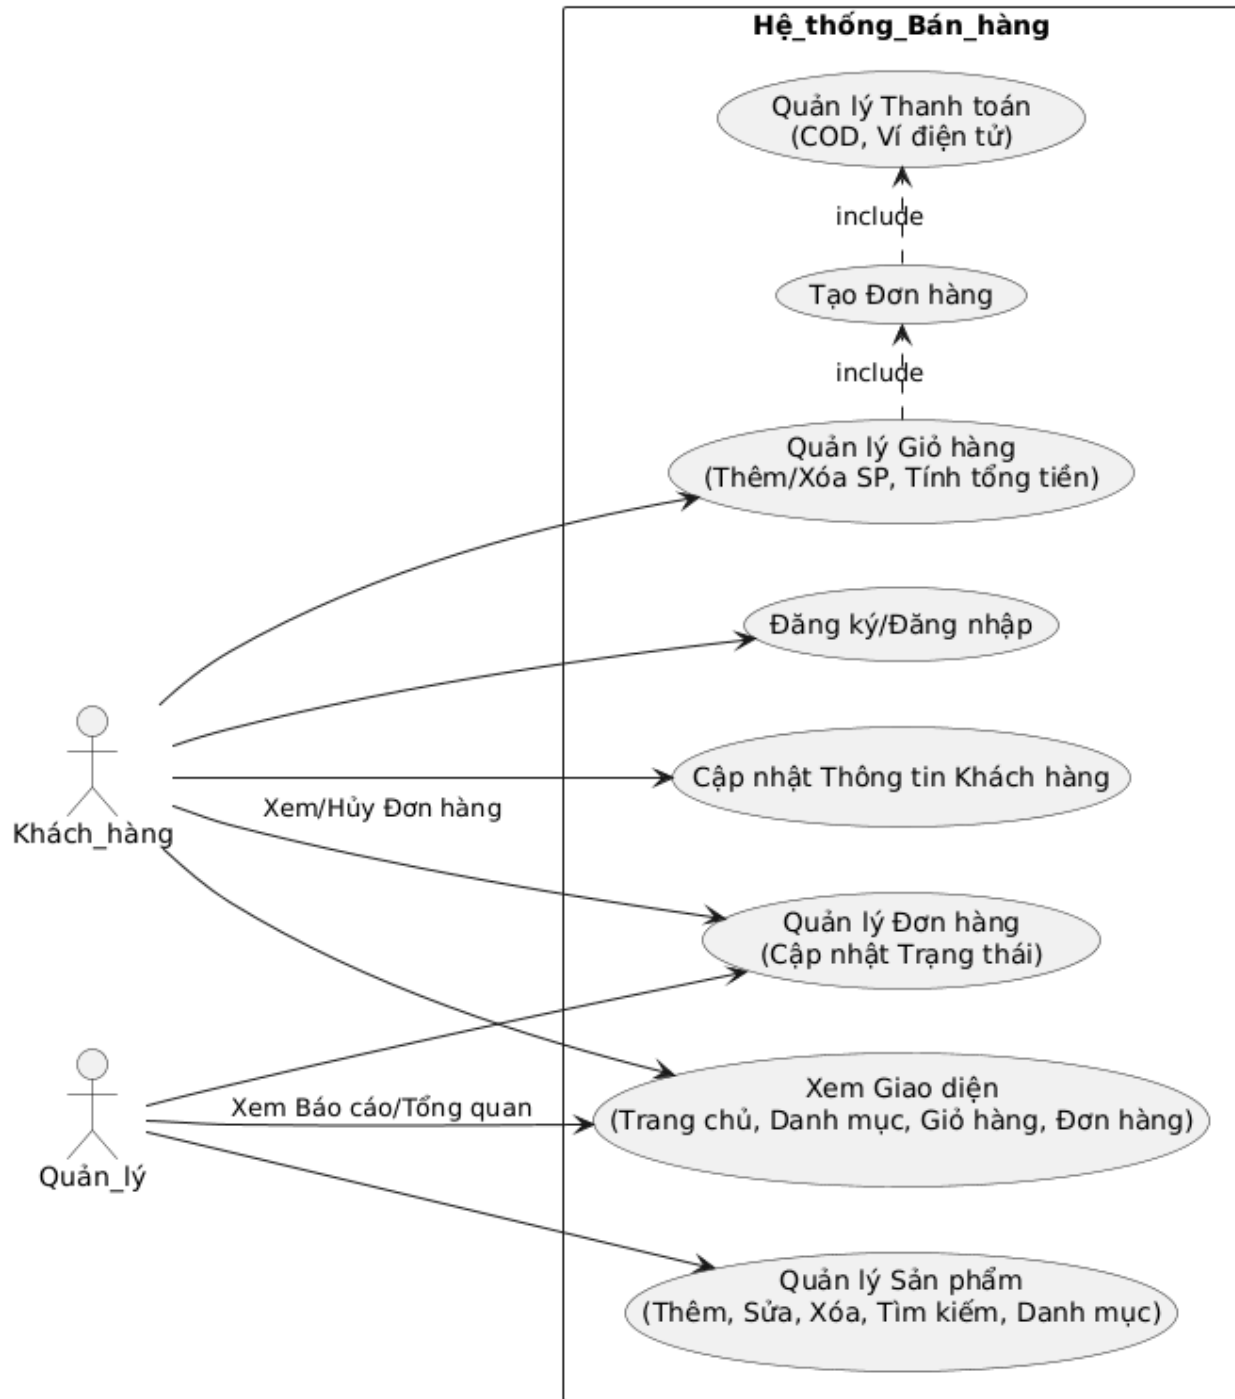 Hệ_thống_Bán_hàng
Quản lý Thanh toán
(COD, Ví điện tử)
include
Tạo Đơn hàng
include
Quản lý Giỏ hàng
(Thêm/Xóa SP, Tính tổng tiền)
Đăng ký/Đăng nhập
Cập nhật Thông tin Khách hàng
Xem/Hủy Đơn hàng
Khách_hàng
Quản lý Đơn hàng
(Cập nhật Trạng thái)
Xem Giao diện
(Trang chủ, Danh mục, Giỏ hàng, Đơn hàng)
Xem Báo cáo/Tổng quan
Quản_lý
Quản lý Sản phẩm
(Thêm, Sửa, Xóa, Tìm kiếm, Danh mục)